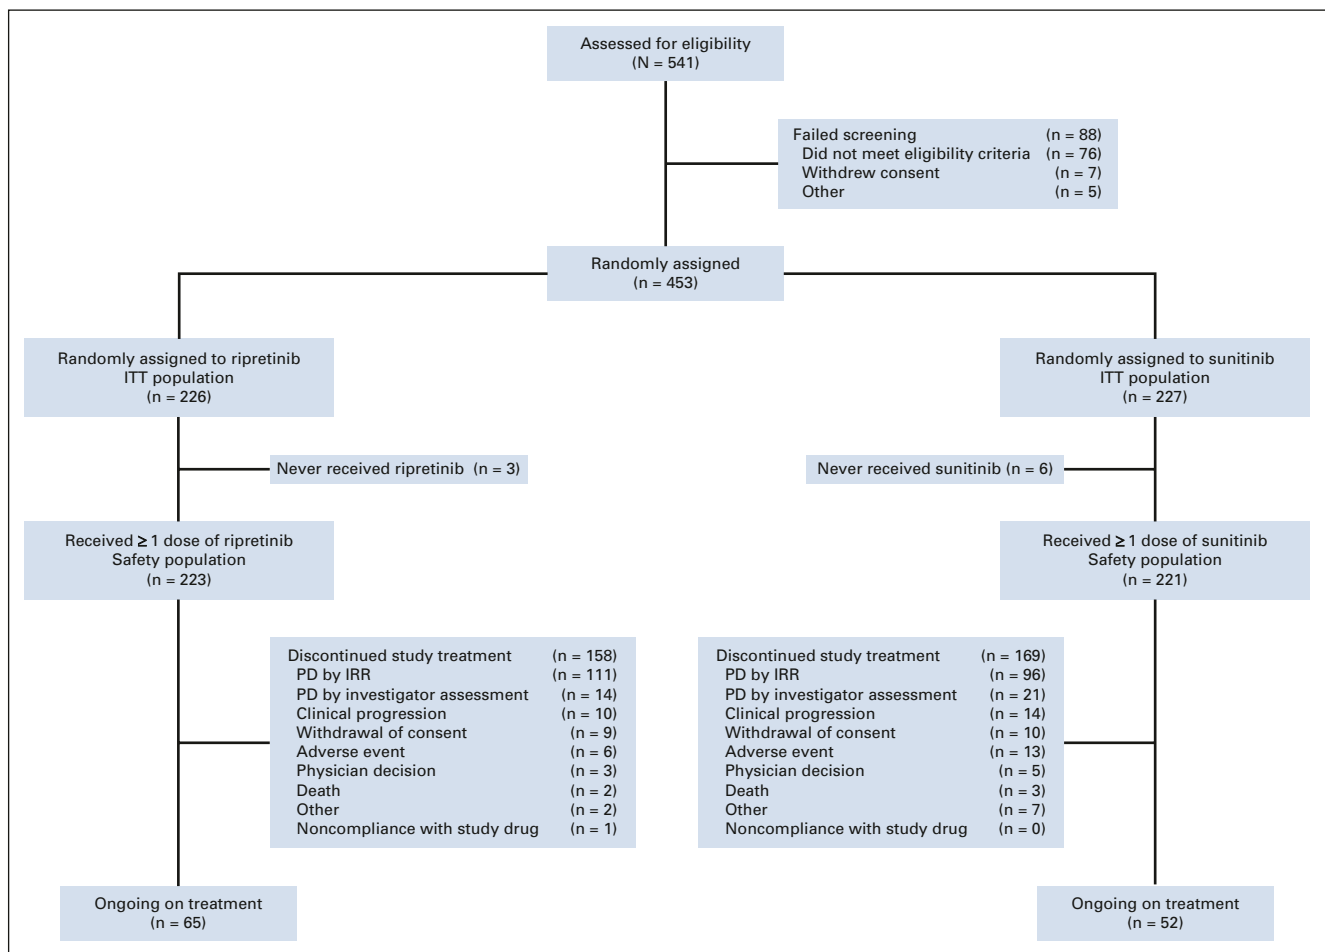 Assessed for eligibility
(N = 541)
Failed screening (n = 88)
Did not meet eligibility criteria (n = 76)
Withdrew consent (n = 7)
Other (n = 5)
Randomly assigned
(n = 453)
Randomly assigned to ripretinib
ITT population
(n = 226)
Randomly assigned to sunitinib
ITT population
(n = 227)
Never received ripretinib (n = 3)
Never received sunitinib (n = 6)
Received ≥ 1 dose of ripretinib
Safety population
(n = 223)
Received ≥ 1 dose of sunitinib
Safety population
(n = 221)
Discontinued study treatment (n = 158)
PD by IRR (n = 111)
PD by investigator assessment (n = 14)
Clinical progression (n = 10)
Withdrawal of consent (n = 9)
Adverse event (n = 6)
Physician decision (n = 3)
Death (n = 2)
Other (n = 2)
Noncompliance with study drug (n = 1)
Discontinued study treatment (n = 169)
PD by IRR (n = 96)
PD by investigator assessment (n = 21)
Clinical progression (n = 14)
Withdrawal of consent (n = 10)
Adverse event (n = 13)
Physician decision (n = 5)
Death (n = 3)
Other (n = 7)
Noncompliance with study drug (n = 0)
Ongoing on treatment
(n = 65)
Ongoing on treatment
(n = 52)